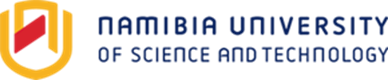 NAMIBIA UNIVERSITY
OF SCIENCE AND TECHNOLOGY